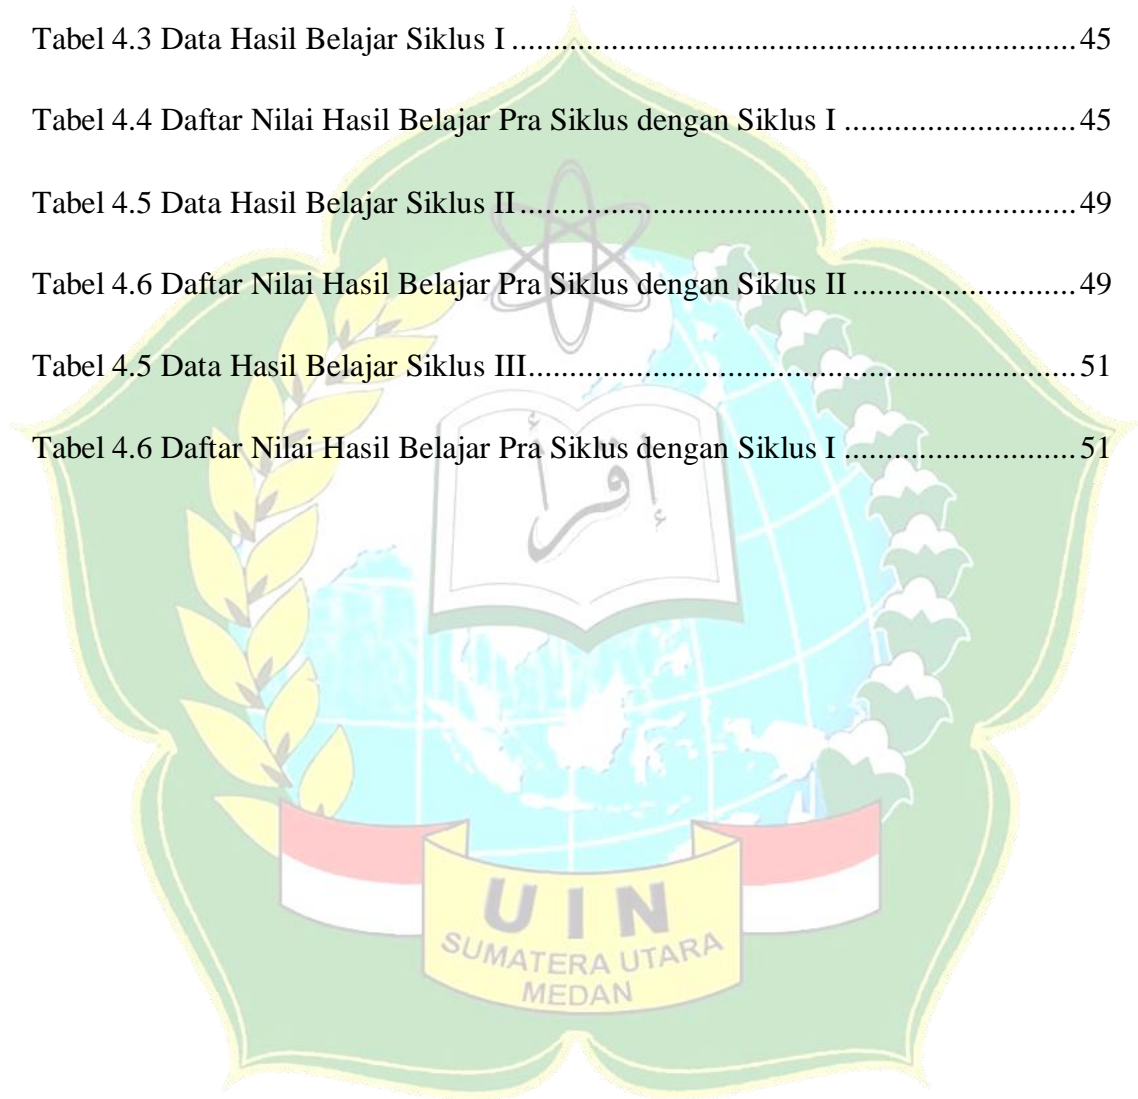 Tabel 4.3 Data Hasil Belajar Siklus I ..................................................................... 45
Tabel 4.4 Daftar Nilai Hasil Belajar Pra Siklus dengan Siklus I ............................ 45
Tabel 4.5 Data Hasil Belajar Siklus II .................................................................... 49
Tabel 4.6 Daftar Nilai Hasil Belajar Pra Siklus dengan Siklus II ........................... 49
Tabel 4.5 Data Hasil Belajar Siklus III................................................................... 51
Tabel 4.6 Daftar Nilai Hasil Belajar Pra Siklus dengan Siklus I ............................ 51
إقرأ
UIN
SUMATERA UTARA
MEDAN